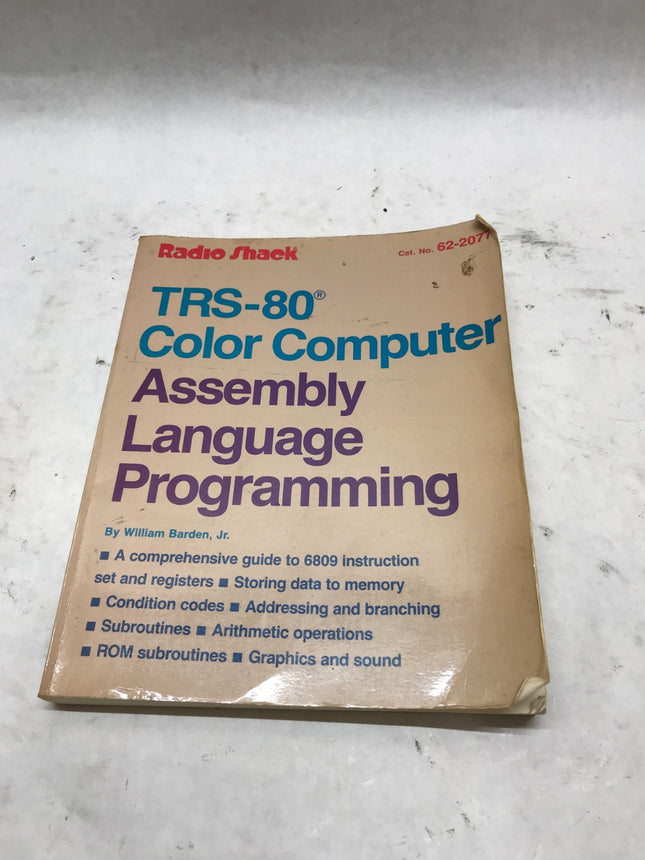 Radio Shack
Cat. No. 62-2077
TRS-80®
Color Computer
Assembly
Language
Programming
By William Barden, Jr.
■ A comprehensive guide to 6809 instruction
set and registers ■ Storing data to memory
■ Condition codes ■ Addressing and branching
■ Subroutines ■ Arithmetic operations
■ ROM subroutines ■ Graphics and sound